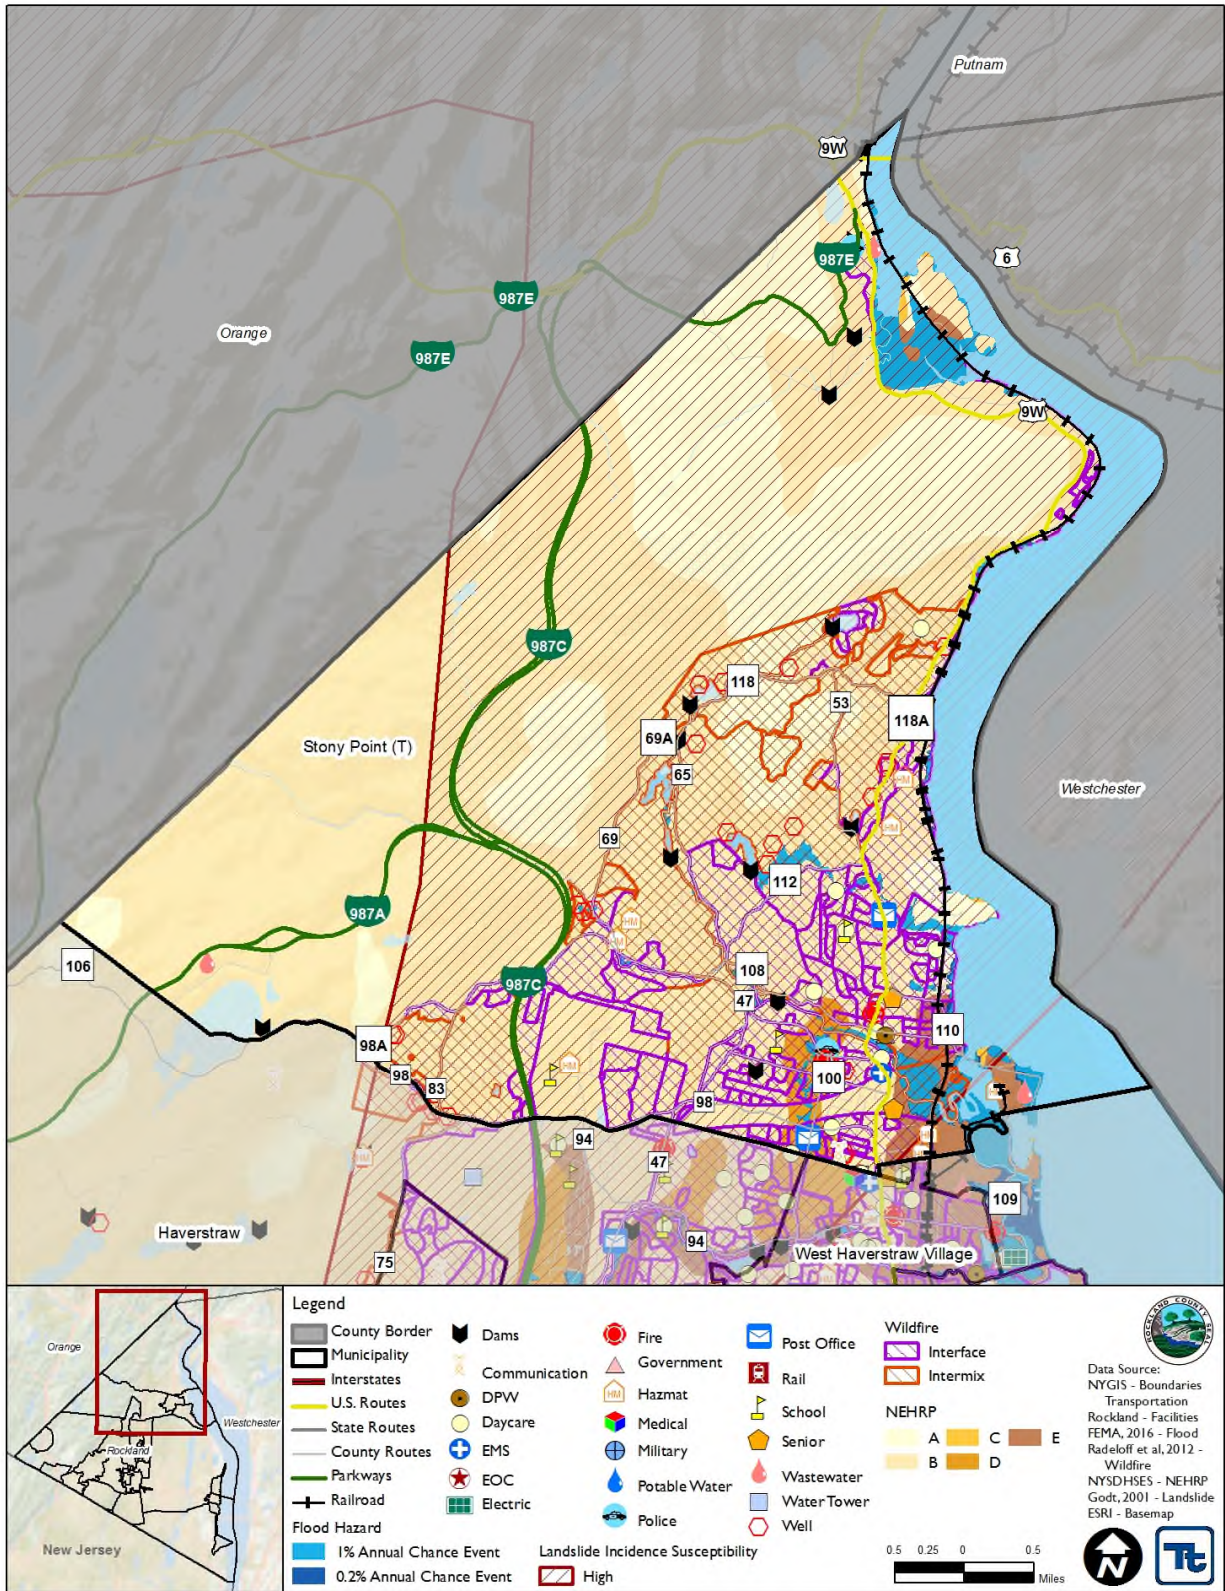 Putnam
9W
6
987E
987E
Orange
987E
9W
987C
118
53
118A
69A
Stony Point (T)
65
Westchester
69
112
987A
106
108
987C
47
110
98A
100
98
83
98
94
47
109
Haverstraw
94
West Haverstraw Village
75
Orange
Westchester
Rockland
New Jersey
Legend
County Border
Municipality
Interstates
U.S. Routes
State Routes
County Routes
Parkways
Railroad
Flood Hazard
1% Annual Chance Event
0.2% Annual Chance Event
Dams
Communication
DPW
Daycare
EMS
EOC
Electric
Landslide Incidence Susceptibility
High
Fire
Government
HM Hazmat
Medical
Military
Potable Water
Police
Post Office
Rail
School
Senior
Wastewater
Water Tower
Well
Wildfire
Interface
Intermix
NEHRP
A C E
B D
0.5 0.25 0 0.5
Miles
ROCKLAND COUNTY SEAL
Data Source:
NYGIS - Boundaries
Transportation
Rockland - Facilities
FEMA, 2016 - Flood
Radeloff et al, 2012 -
Wildfire
NYSDHSES - NEHRP
Godt, 2001 - Landslide
ESRI - Basemap
N
Tt